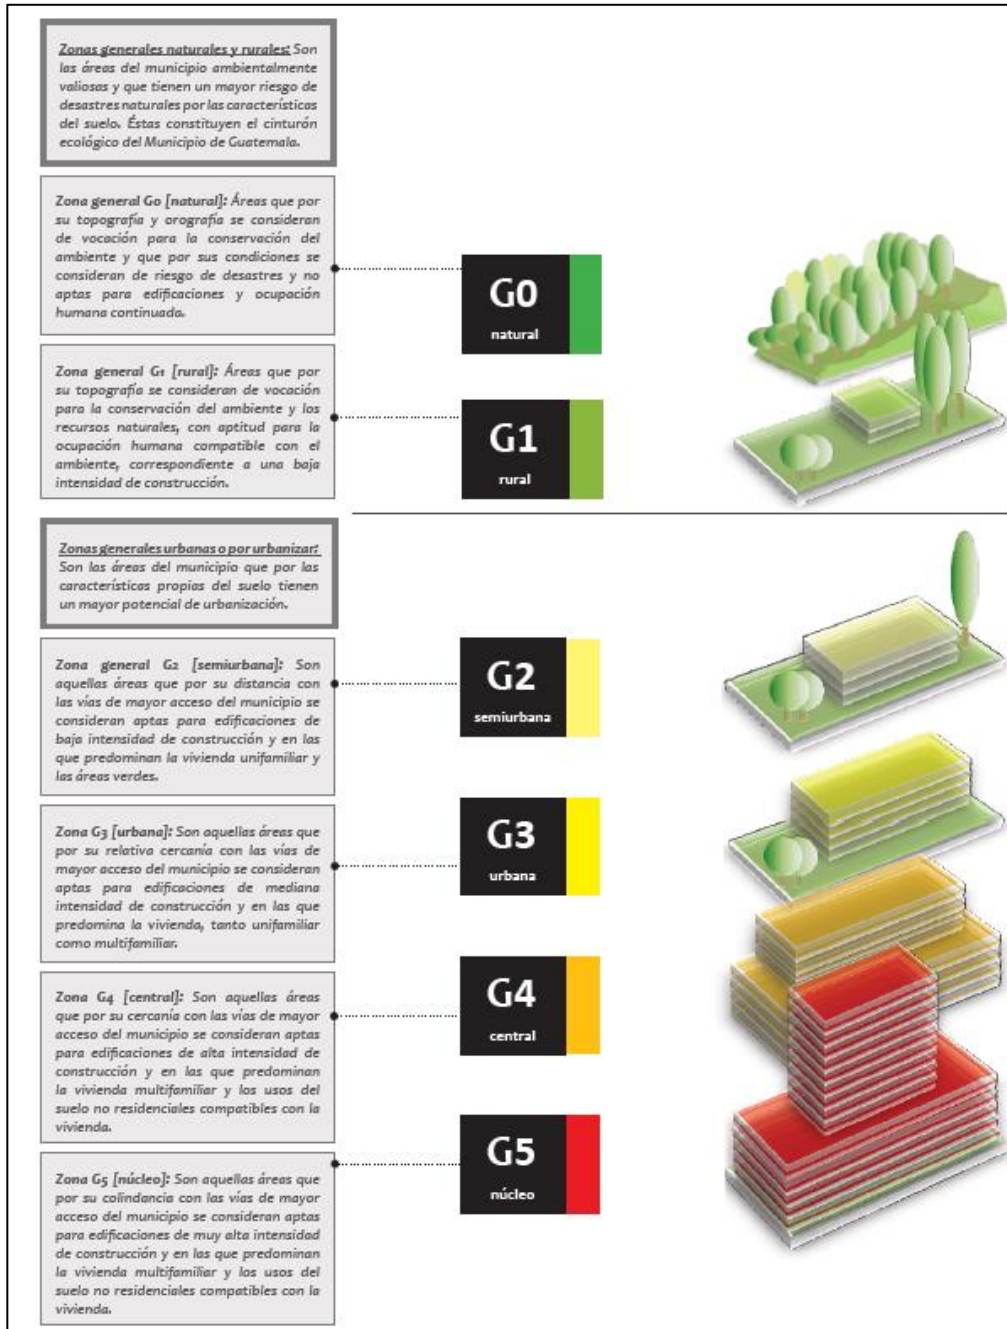 Zonas generales naturales y rurales: Son
las áreas del municipio ambientalmente
valiosas y que tienen un mayor riesgo de
desastres naturales por las características
del suelo. Éstas constituyen el cinturón
ecológico del Municipio de Guatemala.
Zona general G0 [natural]: Áreas que por
su topografía y orografía se consideran
de vocación para la conservación del
ambiente y que por sus condiciones se
consideran de riesgo de desastres y no
aptas para edificaciones y ocupación
humana continuada.
G0
natural
Zona general G1 [rural]: Áreas que por
su topografía se consideran de vocación
para la conservación del ambiente y los
recursos naturales, con aptitud para la
ocupación humana compatible con el
ambiente, correspondiente a una baja
intensidad de construcción.
G1
rural
Zonas generales urbanas o por urbanizar:
Son las áreas del municipio que por las
características propias del suelo tienen
un mayor potencial de urbanización.
Zona general G2 [semiurbana]: Son
aquellas áreas que por su distancia con
las vías de mayor acceso del municipio se
consideran aptas para edificaciones de
baja intensidad de construcción y en las
que predominan la vivienda unifamiliar y
las áreas verdes.
G2
semiurbana
Zona G3 [urbana]: Son aquellas áreas que
por su relativa cercanía con las vías de
mayor acceso del municipio se consideran
aptas para edificaciones de mediana
intensidad de construcción y en las que
predomina la vivienda, tanto unifamiliar
como multifamiliar.
G3
urbana
Zona G4 [central]: Son aquellas áreas
que por su cercanía con las vías de mayor
acceso del municipio se consideran aptas
para edificaciones de alta intensidad de
construcción y en las que predominan
la vivienda multifamiliar y los usos del
suelo no residenciales compatibles con la
vivienda.
G4
central
Zona G5 [núcleo]: Son aquellas áreas que
por su colindancia con las vías de mayor
acceso del municipio se consideran aptas
para edificaciones de muy alta intensidad
de construcción y en las que predominan
la vivienda multifamiliar y los usos del
suelo no residenciales compatibles con la
vivienda.
G5
núcleo